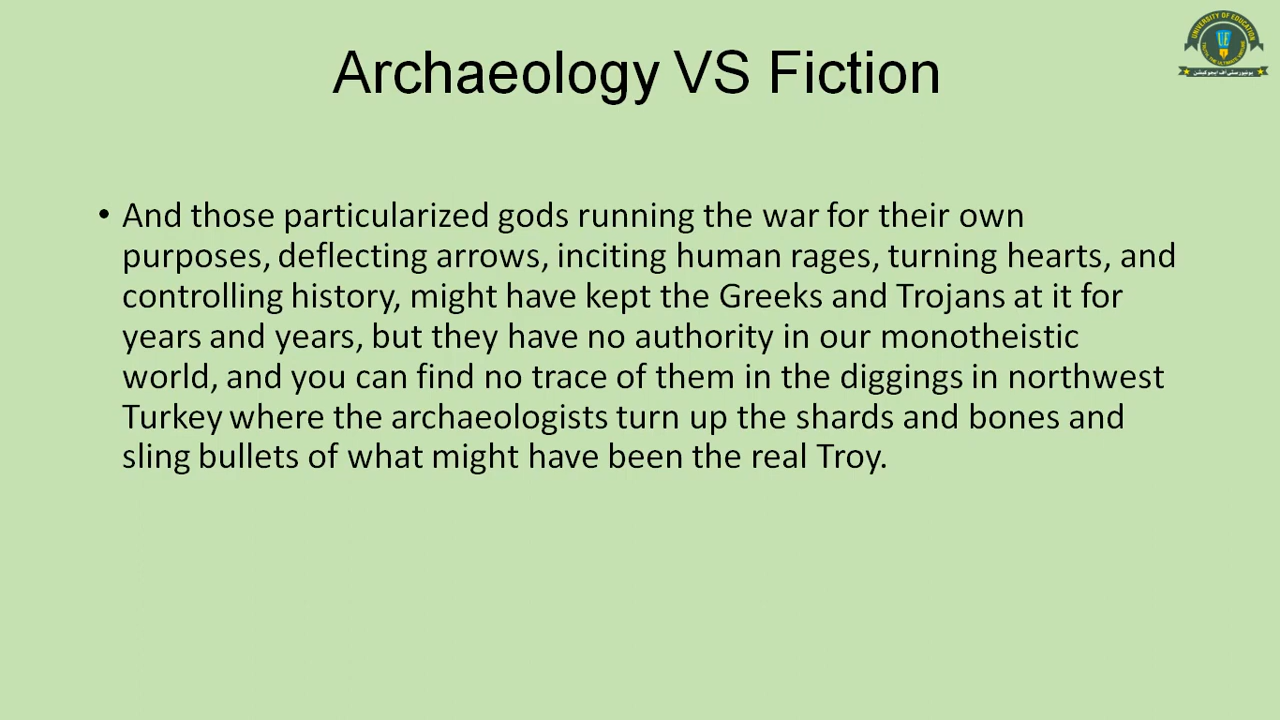 UNIVERSITY OF EDUCATION
Archaeology VS Fiction
• And those particularized gods running the war for their own
purposes, deflecting arrows, inciting human rages, turning hearts, and
controlling history, might have kept the Greeks and Trojans at it for
years and years, but they have no authority in our monotheistic
world, and you can find no trace of them in the diggings in northwest
Turkey where the archaeologists turn up the shards and bones and
sling bullets of what might have been the real Troy.